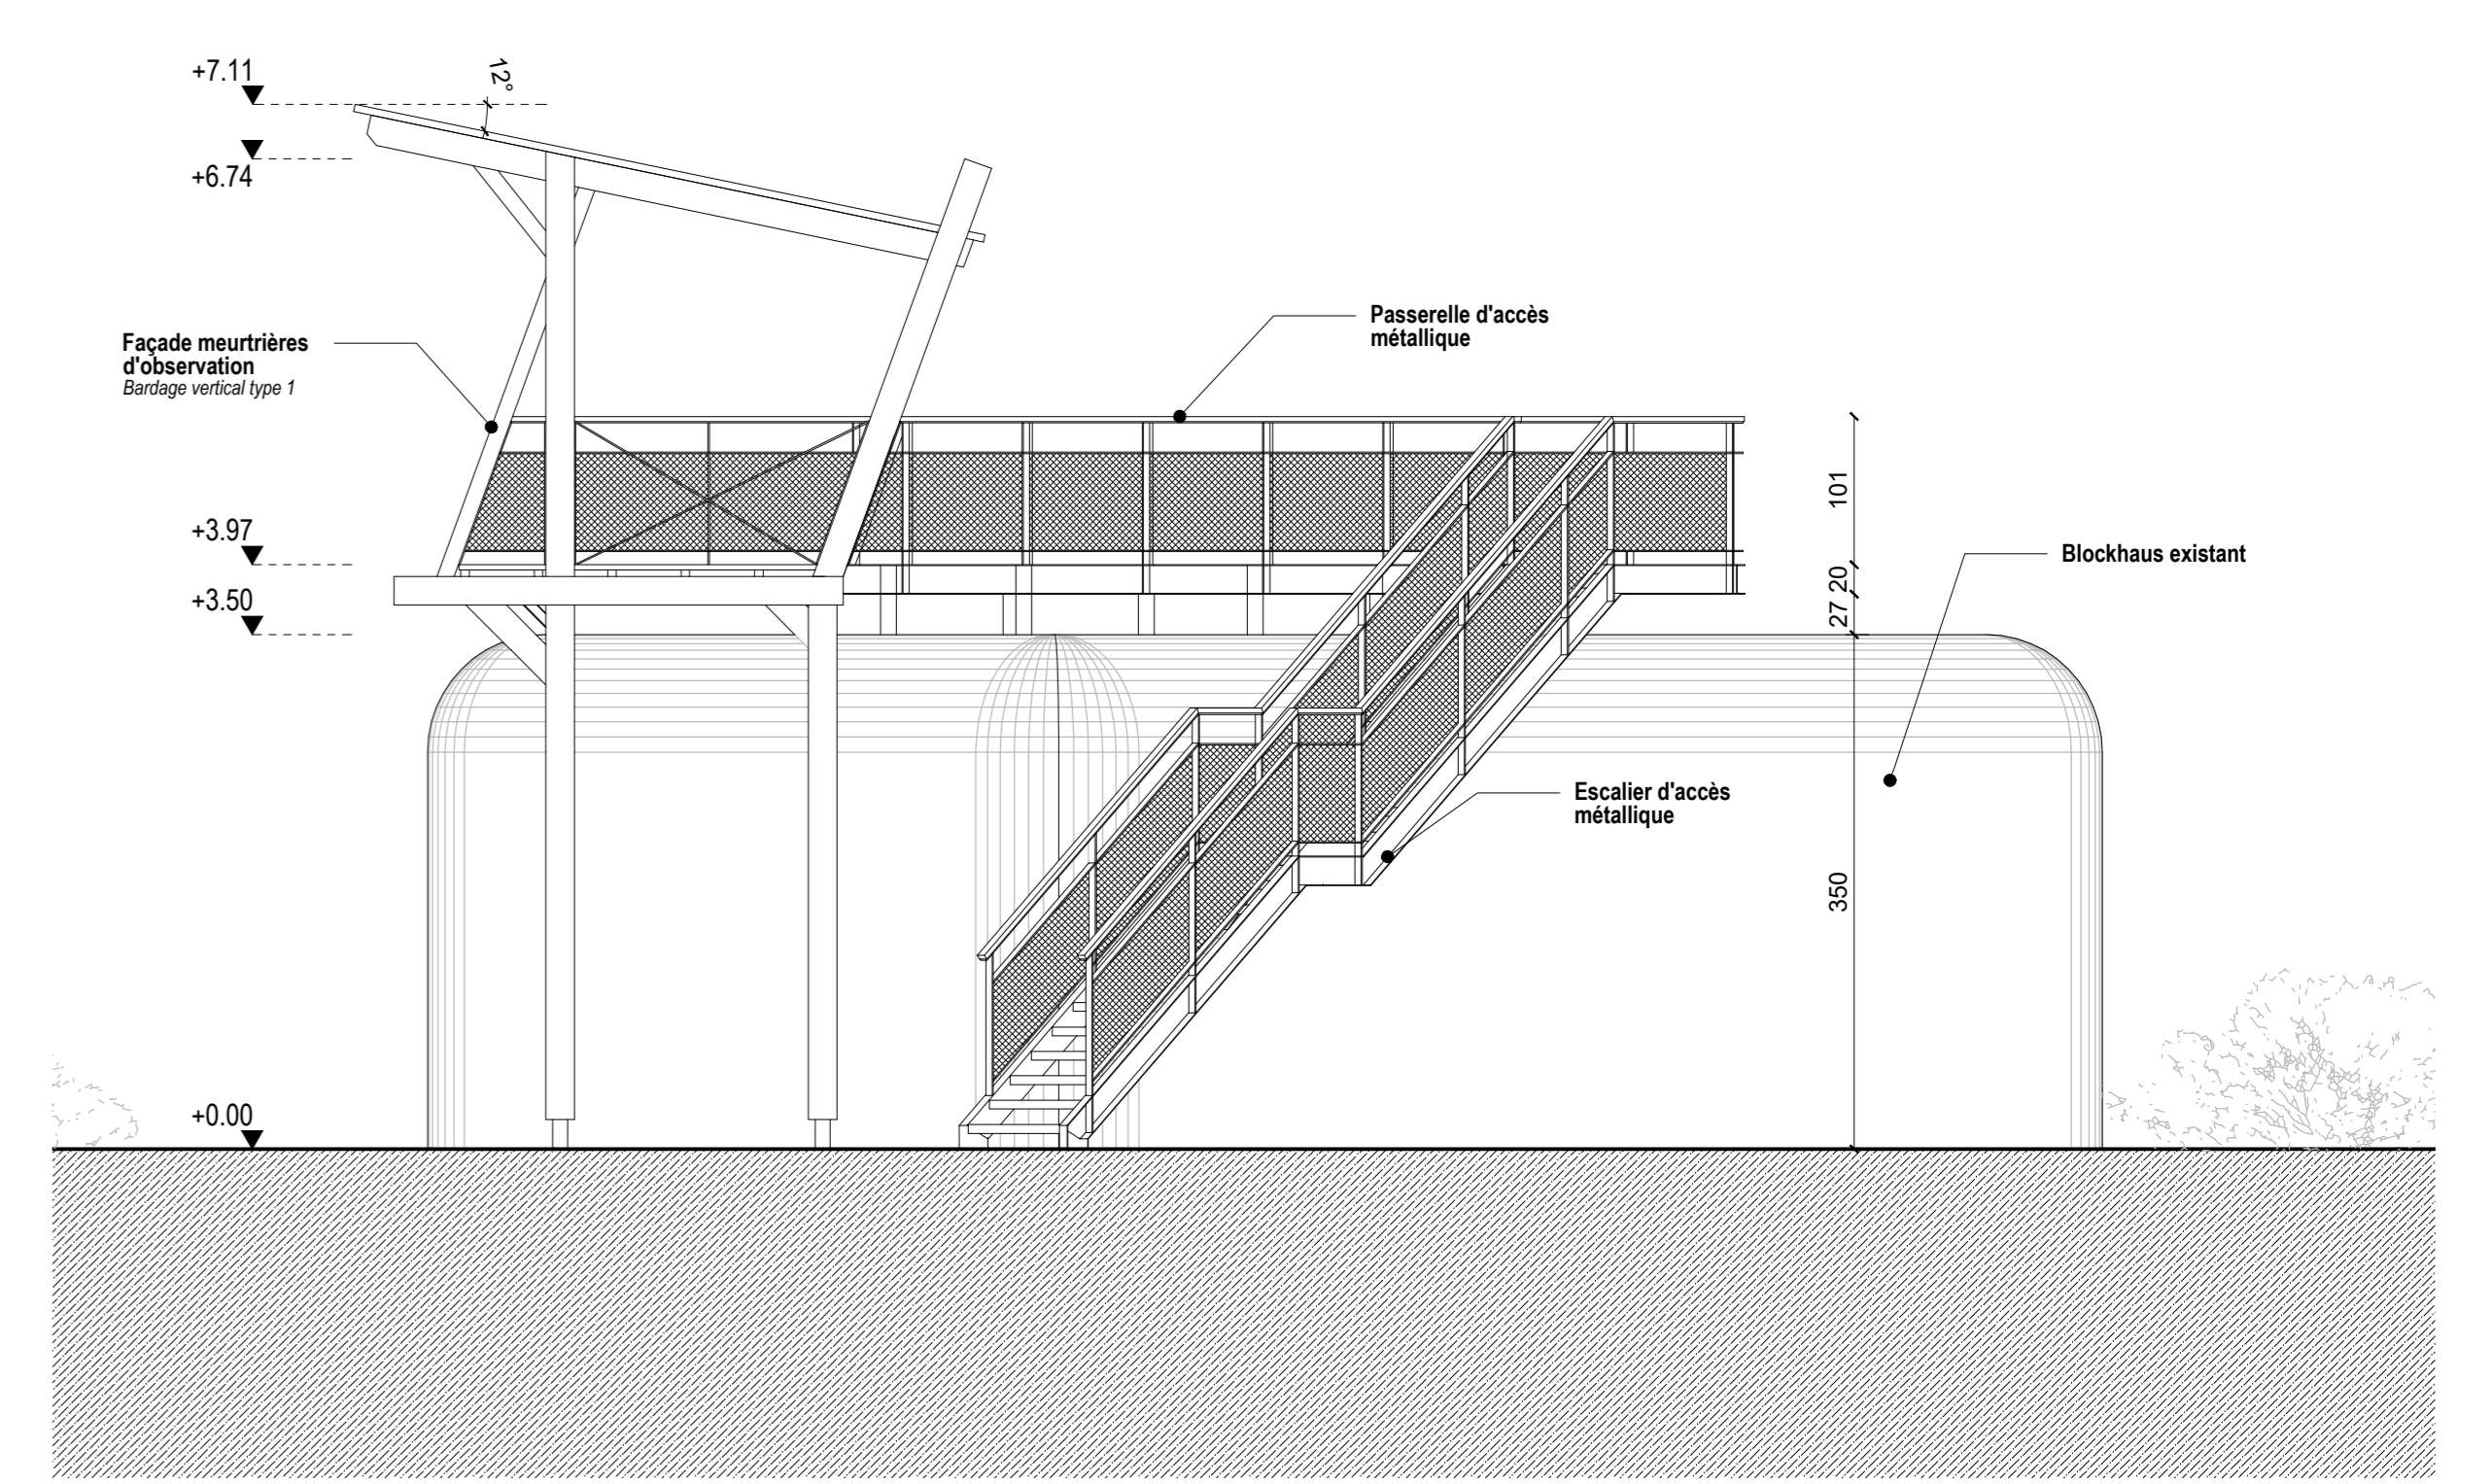 +7.11
12°
+6.74
Passerelle d'accès
métallique
Façade meurtrières
d'observation
Bardage vertical type 1
101
+3.97
Blockhaus existant
20
+3.50
27
Escalier d'accès
métallique
350
+0.00